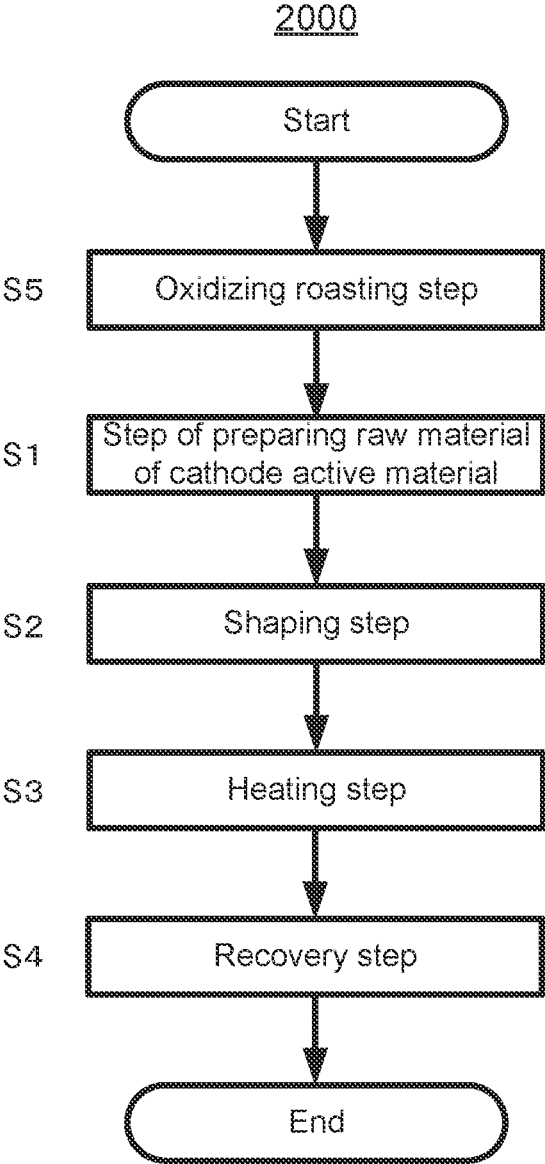 2000
Start
S5
Oxidizing roasting step
S1
Step of preparing raw material
of cathode active material
S2
Shaping step
S3
Heating step
S4
Recovery step
End